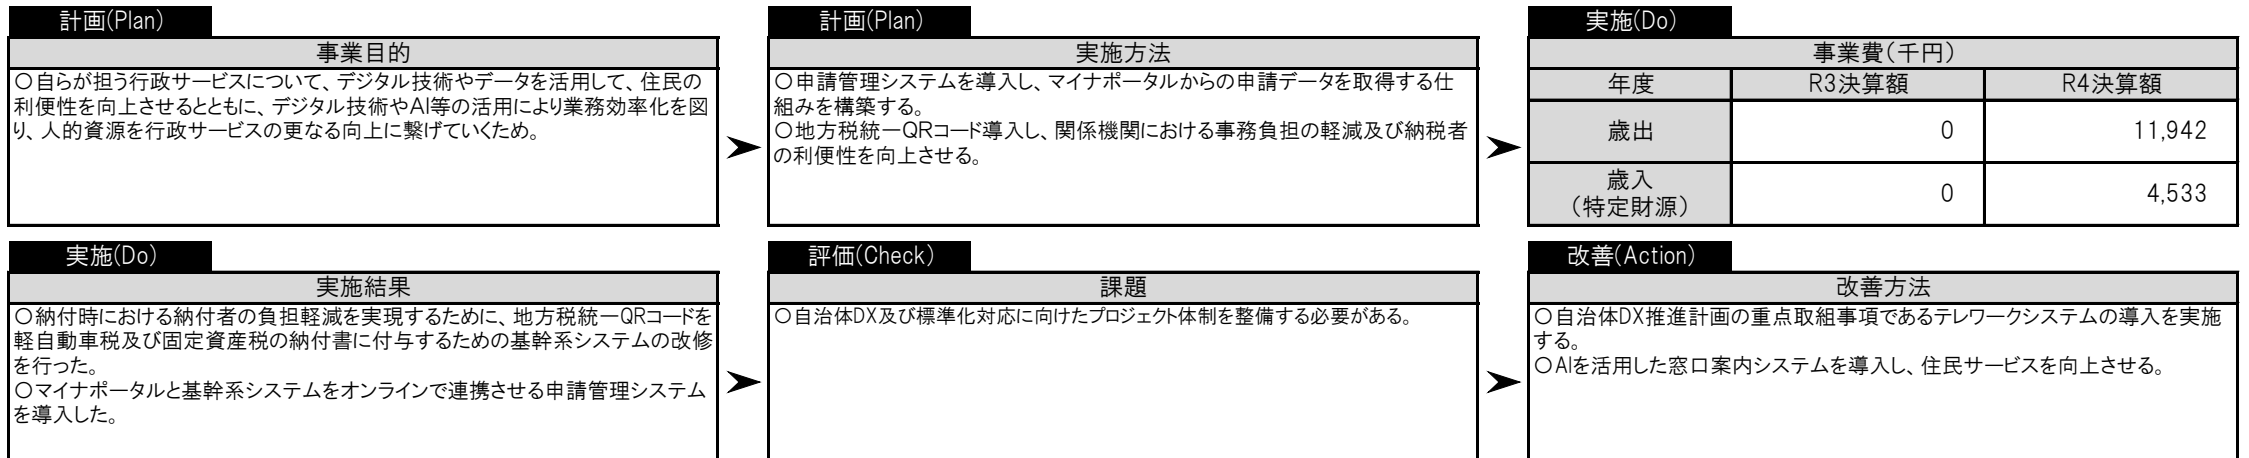 計画(Plan)
事業目的
〇自らが担う行政サービスについて、デジタル技術やデータを活用して、住民の
利便性を向上させるとともに、デジタル技術やAI等の活用により業務効率化を図
り、人的資源を行政サービスの更なる向上に繋げていくため。
計画(Plan)
実施方法
〇申請管理システムを導入し、マイナポータルからの申請データを取得する仕
組みを構築する。
〇地方税統一QRコード導入し、関係機関における事務負担の軽減及び納税者
の利便性を向上させる。
実施(Do)
事業費(千円)
年度 R3決算額 R4決算額
歳出 0 11,942
歳入
(特定財源) 0 4,533
実施(Do)
実施結果
〇納付時における納付者の負担軽減を実現するために、地方税統一QRコードを
軽自動車税及び固定資産税の納付書に付与するための基幹系システムの改修
を行った。
〇マイナポータルと基幹系システムをオンラインで連携させる申請管理システム
を導入した。
評価(Check)
課題
〇自治体DX及び標準化対応に向けたプロジェクト体制を整備する必要がある。
改善(Action)
改善方法
〇自治体DX推進計画の重点取組事項であるテレワークシステムの導入を実施
する。
〇AIを活用した窓口案内システムを導入し、住民サービスを向上させる。